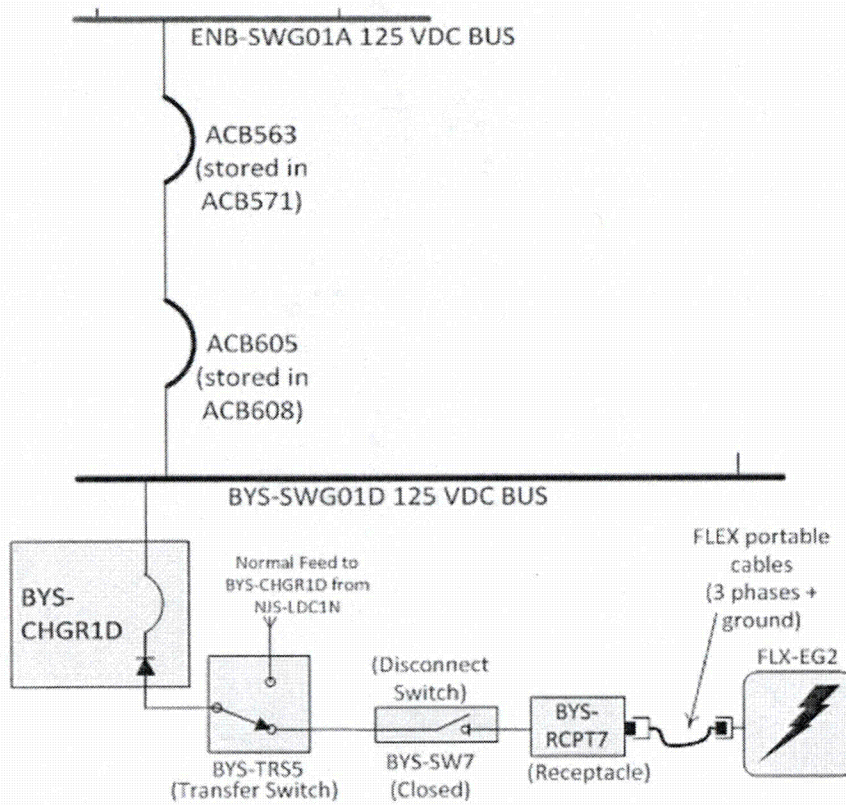 ENB-SWG01A 125 VDC BUS
ACB563
(stored in
ACB571)
ACB605
(stored in
ACB608)
BYS-SWG01D 125 VDC BUS
BYS-
CHGR1D
Normal Feed to
BYS-CHGR1D from
NJS-LDC1N
BYS-TRS5
(Transfer Switch)
(Disconnect
Switch)
BYS-SW7
(Closed)
BYS-
RCPT7
(Receptacle)
FLEX portable
cables
(3 phases +
ground)
FLX-EG2